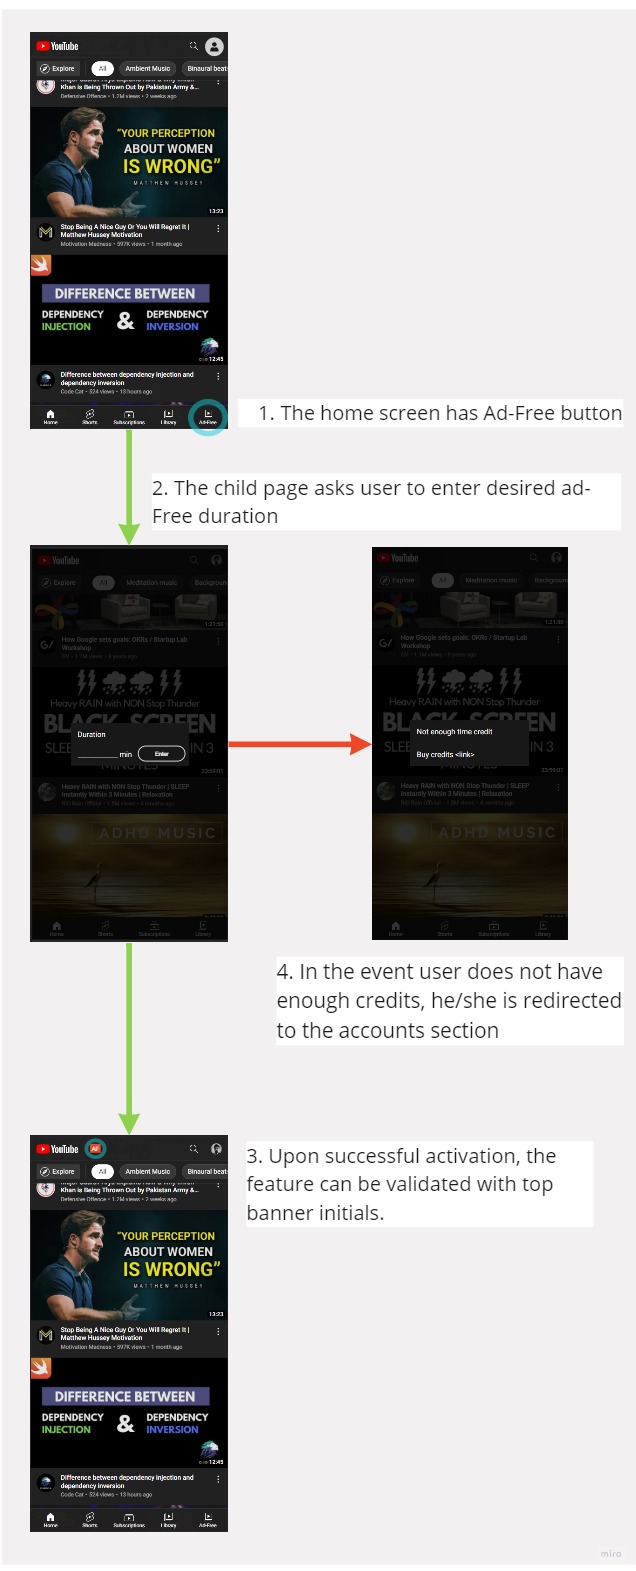 YouTube
Explore All Ambient Music Binaural beat
Khan is Being Thrown Out by Pakistan Army &...
Defensive Offence • 1.2M views • 2 weeks ago
"YOUR PERCEPTION
ABOUT WOMEN
IS WRONG"
MATTHEW HUSSEY
13:23
Stop Being A Nice Guy Or You Will Regret It |
Matthew Hussey Motivation
Motivation Madness • 597K views • 1 month ago
DIFFERENCE BETWEEN
DEPENDENCY
INJECTION
&
DEPENDENCY
INVERSION
12:45
Difference between dependency injection and
dependency inversion
Code Cat • 524 views • 13 hours ago
Home Shorts Subscriptions Library Ad-Free
1. The home screen has Ad-Free button
2. The child page asks user to enter desired ad-
Free duration
YouTube
Explore All Meditation music Background
1:21:50
How Google sets goals: OKRs / Startup Lab
Workshop
Heavy RAIN with NON Stop Thunder
BLACK SCREEN
SLEE
IN 3
MINUTES
Duration
min Enter
23:59:01
Heavy RAIN with NON Stop Thunder | SLEEP
Instantly Within 3 Minutes | Relaxation
ADHD MUSIC
Home Shorts Subscriptions Library
YouTube
Explore All Meditation music Background
1:21:50
How Google sets goals: OKRs / Startup Lab
Workshop
Heavy RAIN with NON Stop Thunder
BLACK SCREEN
SLEE
IN 3
MINUTES
Not enough time credit
Buy credits <link>
23:59:01
Heavy RAIN with NON Stop Thunder | SLEEP
Instantly Within 3 Minutes | Relaxation
ADHD MUSIC
Home Shorts Subscriptions Library
4. In the event user does not have
enough credits, he/she is redirected
to the accounts section
YouTube AF
Explore All Ambient Music Binaural beat
Khan is Being Thrown Out by Pakistan Army &...
Defensive Offence • 1.2M views • 2 weeks ago
"YOUR PERCEPTION
ABOUT WOMEN
IS WRONG"
MATTHEW HUSSEY
13:23
Stop Being A Nice Guy Or You Will Regret It |
Matthew Hussey Motivation
Motivation Madness • 597K views • 1 month ago
DIFFERENCE BETWEEN
DEPENDENCY
INJECTION
&
DEPENDENCY
INVERSION
12:45
Difference between dependency injection and
dependency inversion
Code Cat • 524 views • 13 hours ago
Home Shorts Subscriptions Library Ad-Free
3. Upon successful activation, the
feature can be validated with top
banner initials.
miro